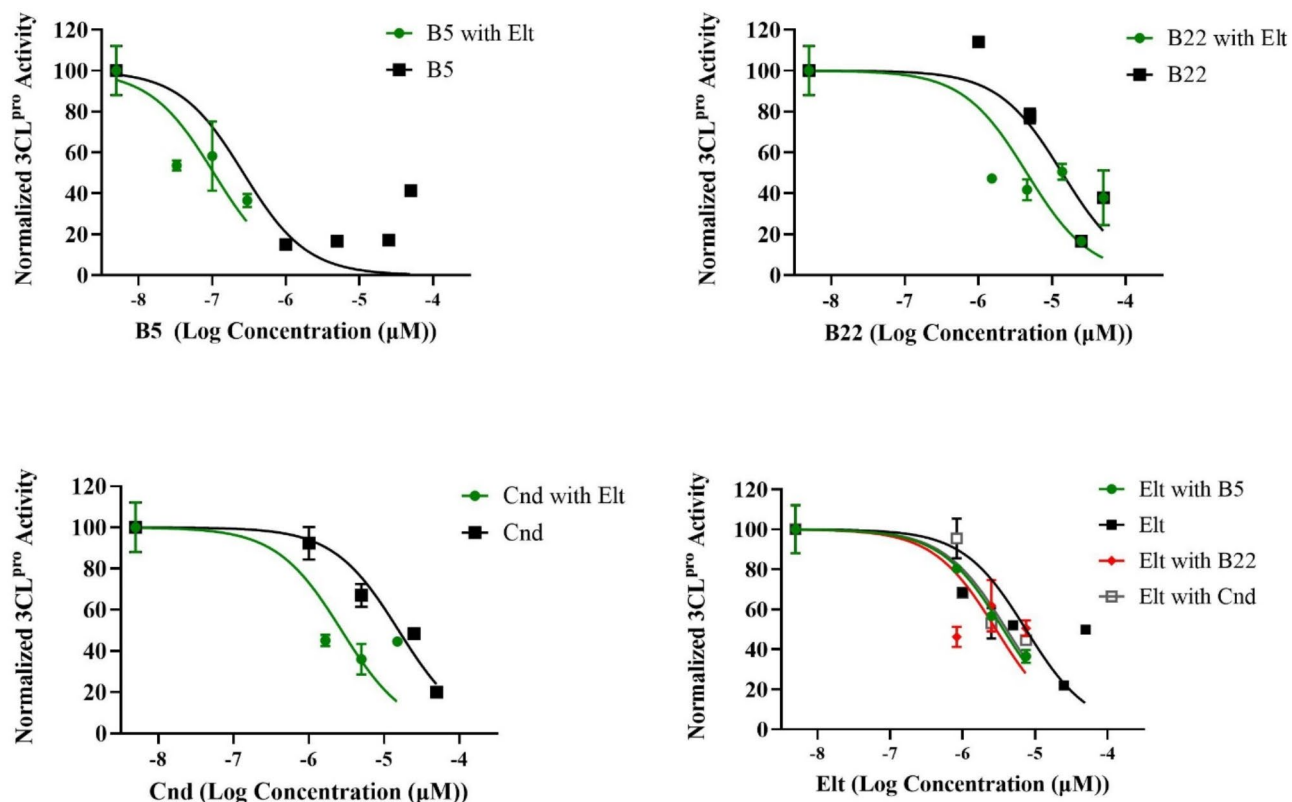 B5 with Elt
B5
Normalized 3CLpro Activity
120
100
80
60
40
20
0
-8
-7
-6
-5
-4
B5 (Log Concentration (µM))
B22 with Elt
B22
Normalized 3CLpro Activity
120
100
80
60
40
20
0
-8
-7
-6
-5
-4
B22 (Log Concentration (µM))
Cnd with Elt
Cnd
Normalized 3CLpro Activity
120
100
80
60
40
20
0
-8
-7
-6
-5
-4
Cnd (Log Concentration (µM))
Elt with B5
Elt
Elt with B22
Elt with Cnd
Normalized 3CLpro Activity
120
100
80
60
40
20
0
-8
-7
-6
-5
-4
Elt (Log Concentration (µM))